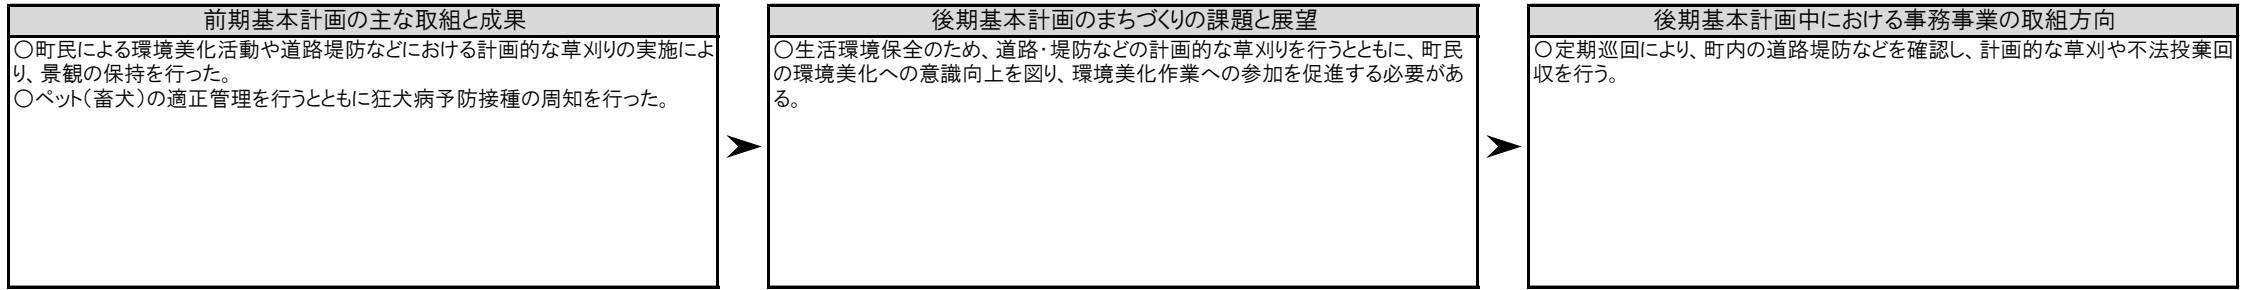 前期基本計画の主な取組と成果
〇町民による環境美化活動や道路堤防などにおける計画的な草刈りの実施によ
り、景観の保持を行った。
〇ペット(畜犬)の適正管理を行うとともに狂犬病予防接種の周知を行った。
後期基本計画のまちづくりの課題と展望
〇生活環境保全のため、道路・堤防などの計画的な草刈りを行うとともに、町民
の環境美化への意識向上を図り、環境美化作業への参加を促進する必要があ
る。
後期基本計画中における事務事業の取組方向
〇定期巡回により、町内の道路堤防などを確認し、計画的な草刈や不法投棄回
収を行う。